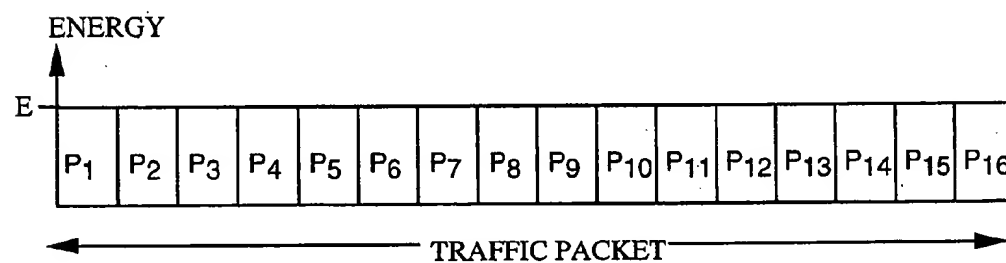 ENERGY
E
P1 P2 P3 P4 P5 P6 P7 P8 P9 P10 P11 P12 P13 P14 P15 P16
TRAFFIC PACKET